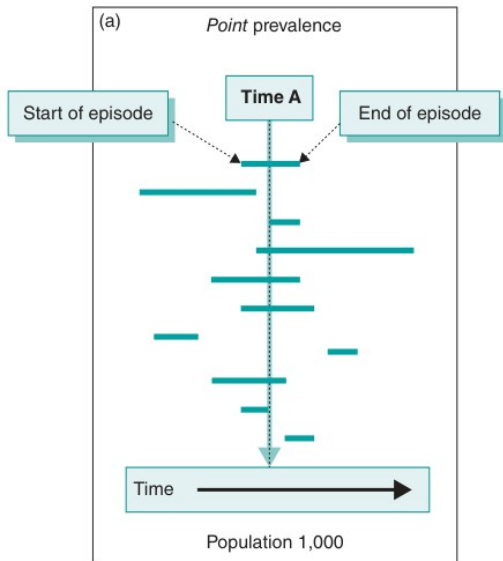 (a)
Point prevalence
Time A
Start of episode
End of episode
Time
Population 1,000